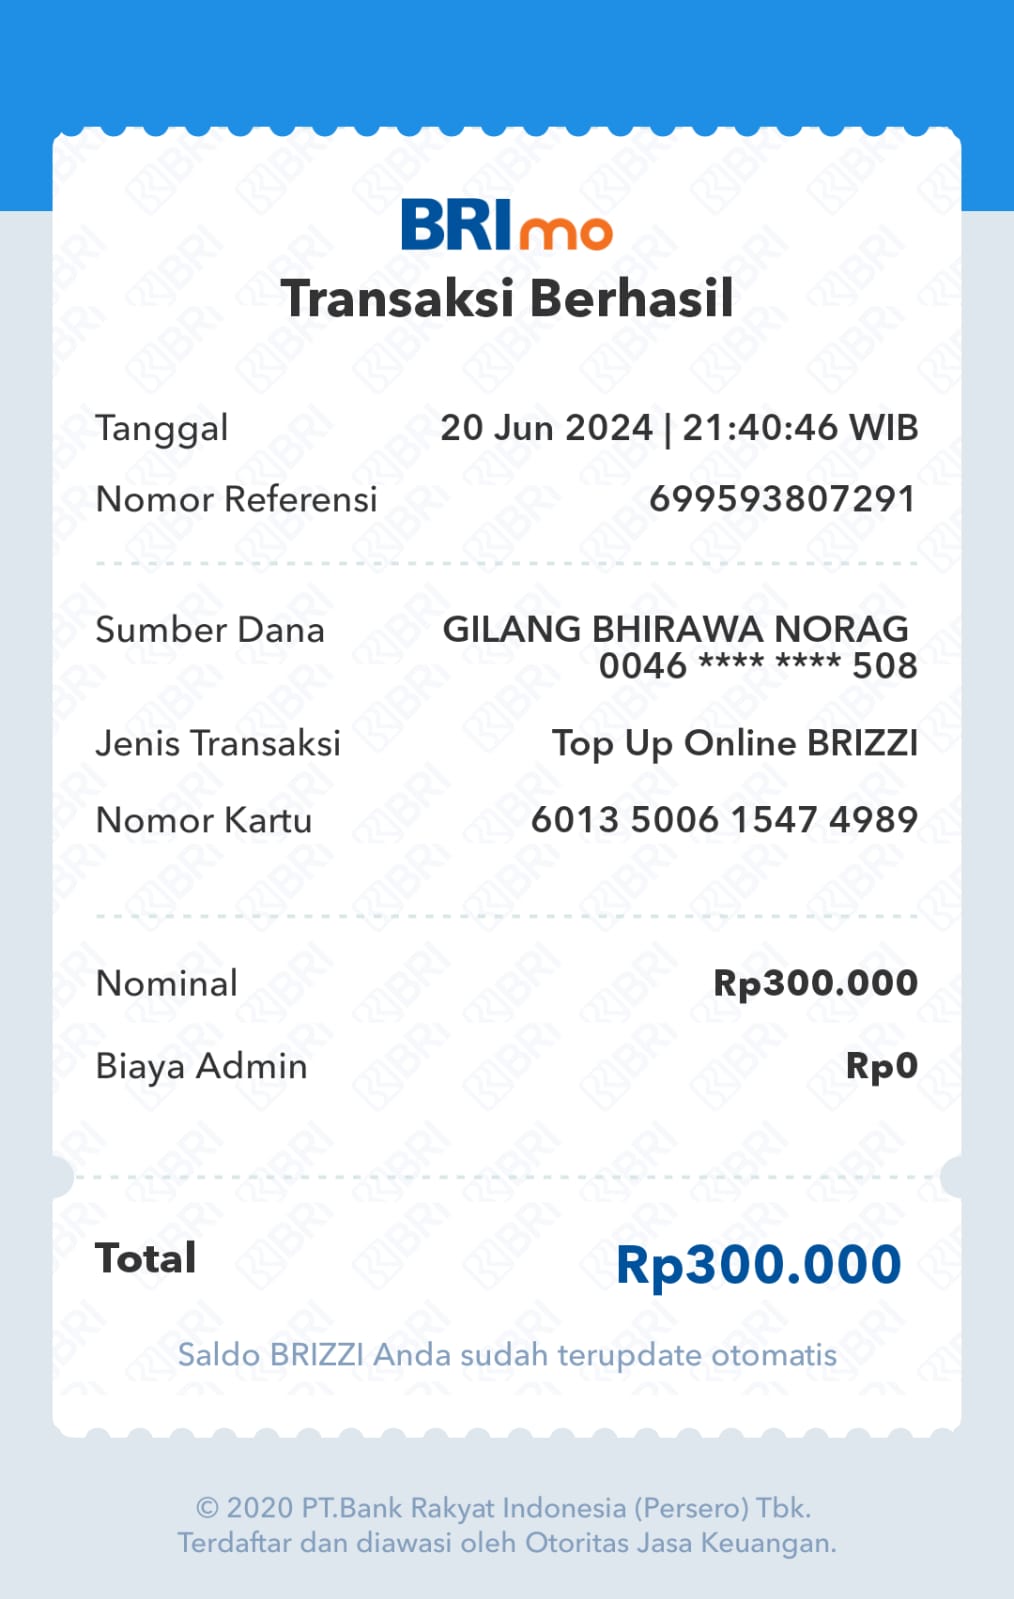 BRImo
Transaksi Berhasil
Tanggal 20 Jun 2024 | 21:40:46 WIB
Nomor Referensi 699593807291
Sumber Dana GILANG BHIRAWA NORAG
0046 **** **** 508
Jenis Transaksi Top Up Online BRIZZI
Nomor Kartu 6013 5006 1547 4989
Nominal Rp300.000
Biaya Admin Rp0
Total Rp300.000
Saldo BRIZZI Anda sudah terupdate otomatis
© 2020 PT.Bank Rakyat Indonesia (Persero) Tbk.
Terdaftar dan diawasi oleh Otoritas Jasa Keuangan.